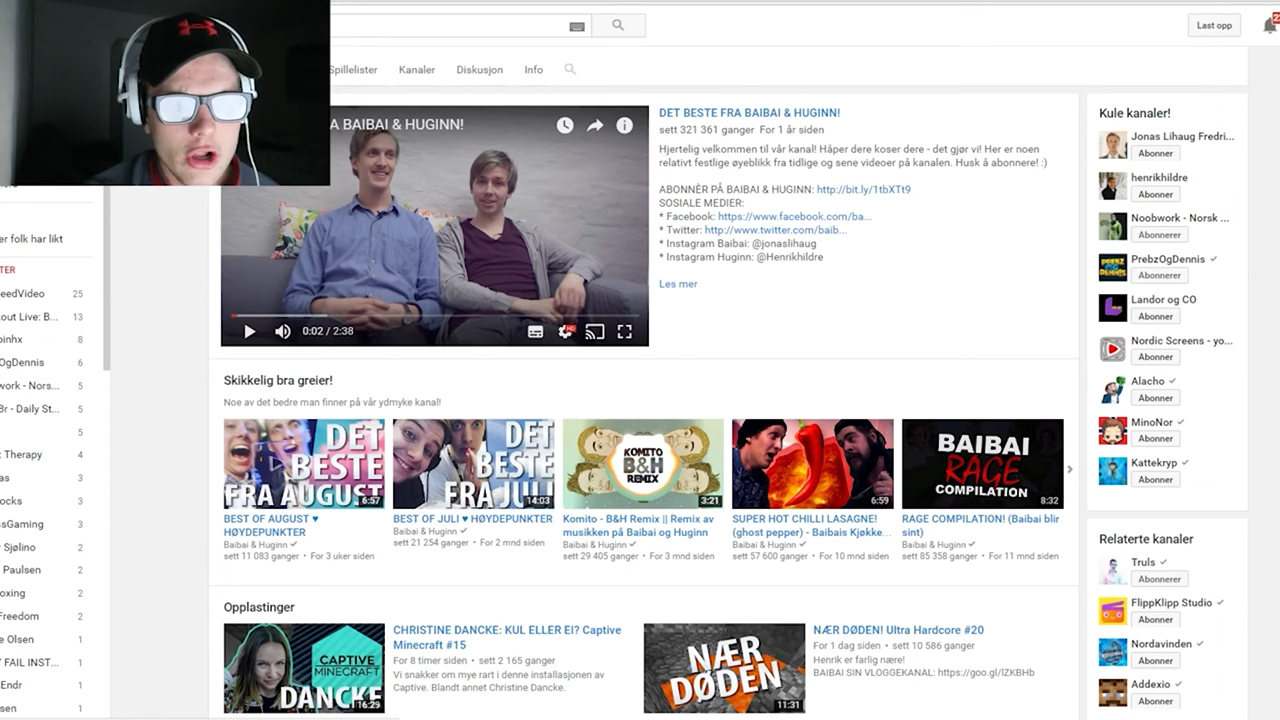 Last opp
Spillelister
Kanaler
Diskusjon
Info
A BAIBAI & HUGINN!
0:02 / 2:38
DET BESTE FRA BAIBAI & HUGINN!
sett 321 361 ganger For 1 år siden
Hjertelig velkommen til vår kanal! Håper dere koser dere - det gjør vi! Her er noen
relativt festlige øyeblikk fra tidlige og sene videoer på kanalen. Husk å abonnere! :)
ABONNÈR PÅ BAIBAI & HUGINN: http://bit.ly/1tbXTt9
SOSIALE MEDIER:
* Facebook: https://www.facebook.com/ba...
* Twitter: http://www.twitter.com/baib...
* Instagram Baibai: @jonaslihaug
* Instagram Huginn: @Henrikhildre
Les mer
er folk har likt
TER
eedVideo 25
out Live: B... 13
pinhx 8
OgDennis 6
work - Nors... 5
Br - Daily St... 5
5
t Therapy 4
as 3
ocks 3
ssGaming 3
r Sjølino 2
Paulsen 2
oxing 2
Freedom 2
e Olsen 1
/ FAIL INST... 1
Endr 1
sen 1
Skikkelig bra greier!
Noe av det bedre man finner på vår ydmyke kanal!
DET
BESTE
FRA AUGUST
6:57
BEST OF AUGUST ♥
HØYDEPUNKTER
Baibai & Huginn
sett 11 083 ganger • For 3 uker siden
DET
BESTE
FRA JULI
14:03
BEST OF JULI ♥ HØYDEPUNKTER
Baibai & Huginn
sett 21 254 ganger • For 2 mnd siden
KOMITO
B&H
REMIX
3:21
Komito - B&H Remix || Remix av
musikken på Baibai og Huginn
Baibai & Huginn
sett 29 405 ganger • For 3 mnd siden
6:59
SUPER HOT CHILLI LASAGNE!
(ghost pepper) - Baibais Kjøkke...
Baibai & Huginn
sett 57 600 ganger • For 10 mnd siden
BAIBAI
RAGE
COMPILATION
8:32
RAGE COMPILATION! (Baibai blir
sint)
Baibai & Huginn
sett 85 358 ganger • For 11 mnd siden
Opplastinger
CAPTIVE
MINECRAFT
DANCKE
16:29
CHRISTINE DANCKE: KUL ELLER EI? Captive
Minecraft #15
For 8 timer siden • sett 2 165 ganger
Vi snakker om mye rart i denne installasjonen av
Captive. Blandt annet Christine Dancke.
NÆR
DØDEN
11:31
NÆR DØDEN! Ultra Hardcore #20
For 1 dag siden • sett 10 586 ganger
Henrik er farlig nære!
BAIBAI SIN VLOGGEKANAL: https://goo.gl/lZKBHb
Kule kanaler!
Jonas Lihaug Fredri...
Abonner
henrikhildre
Abonner
Noobwork - Norsk ...
Abonnerer
PrebzOgDennis
Abonnerer
Landor og CO
Abonner
Nordic Screens - yo...
Abonner
Alacho
Abonner
MinoNor
Abonner
Kattekryp
Abonner
Relaterte kanaler
Truls
Abonnerer
FlippKlipp Studio
Abonner
Nordavinden
Abonner
Addexio
Abonner